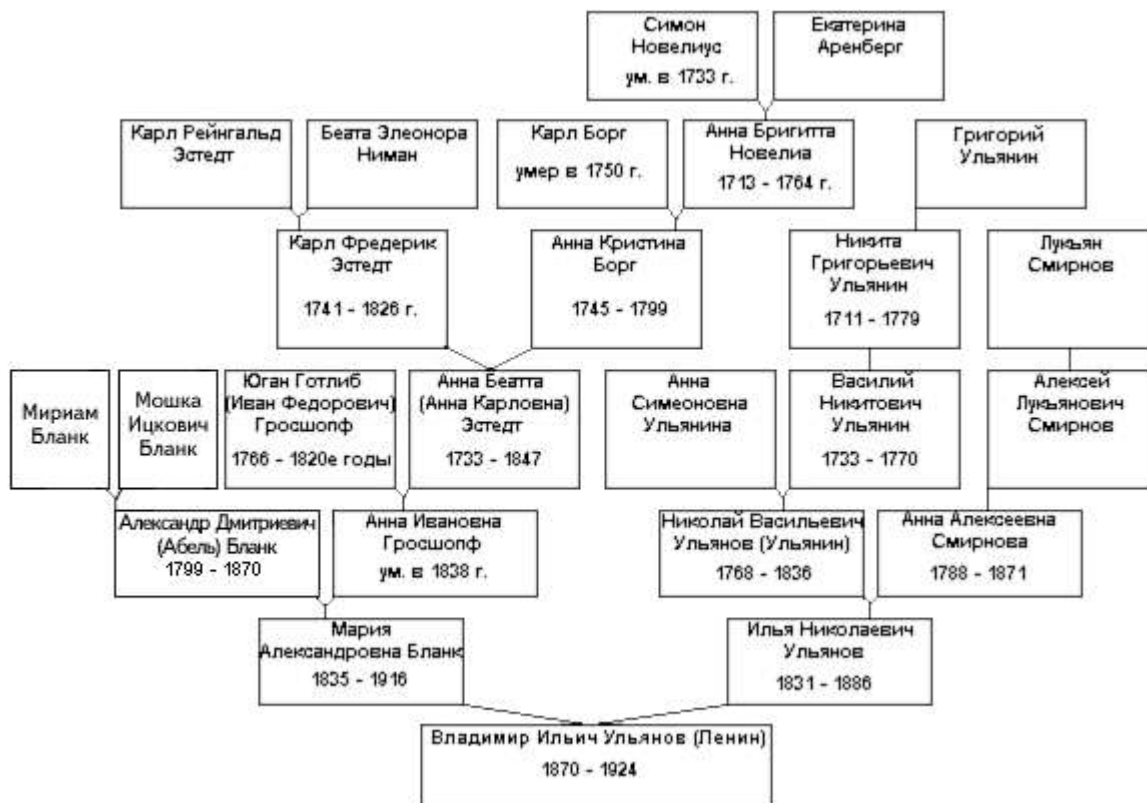 Симон
Новелиус
ум. в 1733 г.
Екатерина
Аренберг
Карл Рейнгальд
Эстедт
Беата Элеонора
Ниман
Карл Борг
умер в 1750 г.
Анна Бригитта
Новелиа
1713 - 1764 г.
Григорий
Ульянин
Карл Фредерик
Эстедт
1741 - 1826 г.
Анна Кристина
Борг
1745 - 1799
Никита
Григорьевич
Ульянин
1711 - 1779
Лукьян
Смирнов
Мириам
Бланк
Мошка
Ицкович
Бланк
Юган Готлиб
(Иван Федорович)
Гросшопф
1766 - 1820е годы
Анна Беатта
(Анна Карловна)
Эстедт
1733 - 1847
Анна
Симеоновна
Ульянина
Василий
Никитович
Ульянин
1733 - 1770
Алексей
Лукьянович
Смирнов
Александр Дмитриевич
(Абель) Бланк
1799 - 1870
Анна Ивановна
Гросшопф
ум. в 1838 г.
Николай Васильевич
Ульянов (Ульянин)
1768 - 1836
Анна Алексеевна
Смирнова
1788 - 1871
Мария
Александровна Бланк
1835 - 1916
Илья Николаевич
Ульянов
1831 - 1886
Владимир Ильич Ульянов (Ленин)
1870 - 1924